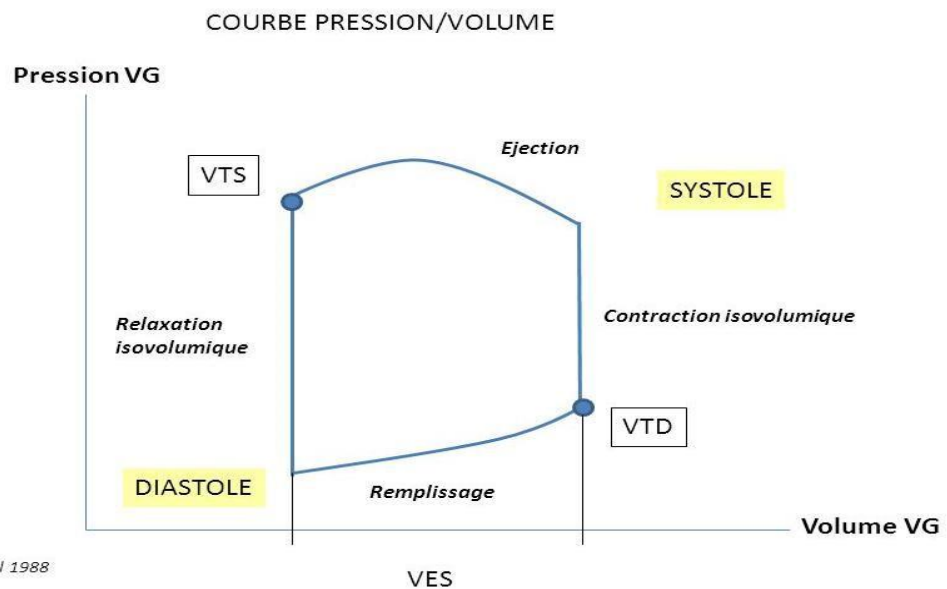 COURBE PRESSION/VOLUME
Pression VG
Ejection
VTS
SYSTOLE
Relaxation
isovolumique
Contraction isovolumique
VTD
DIASTOLE
Remplissage
Volume VG
1988
VES